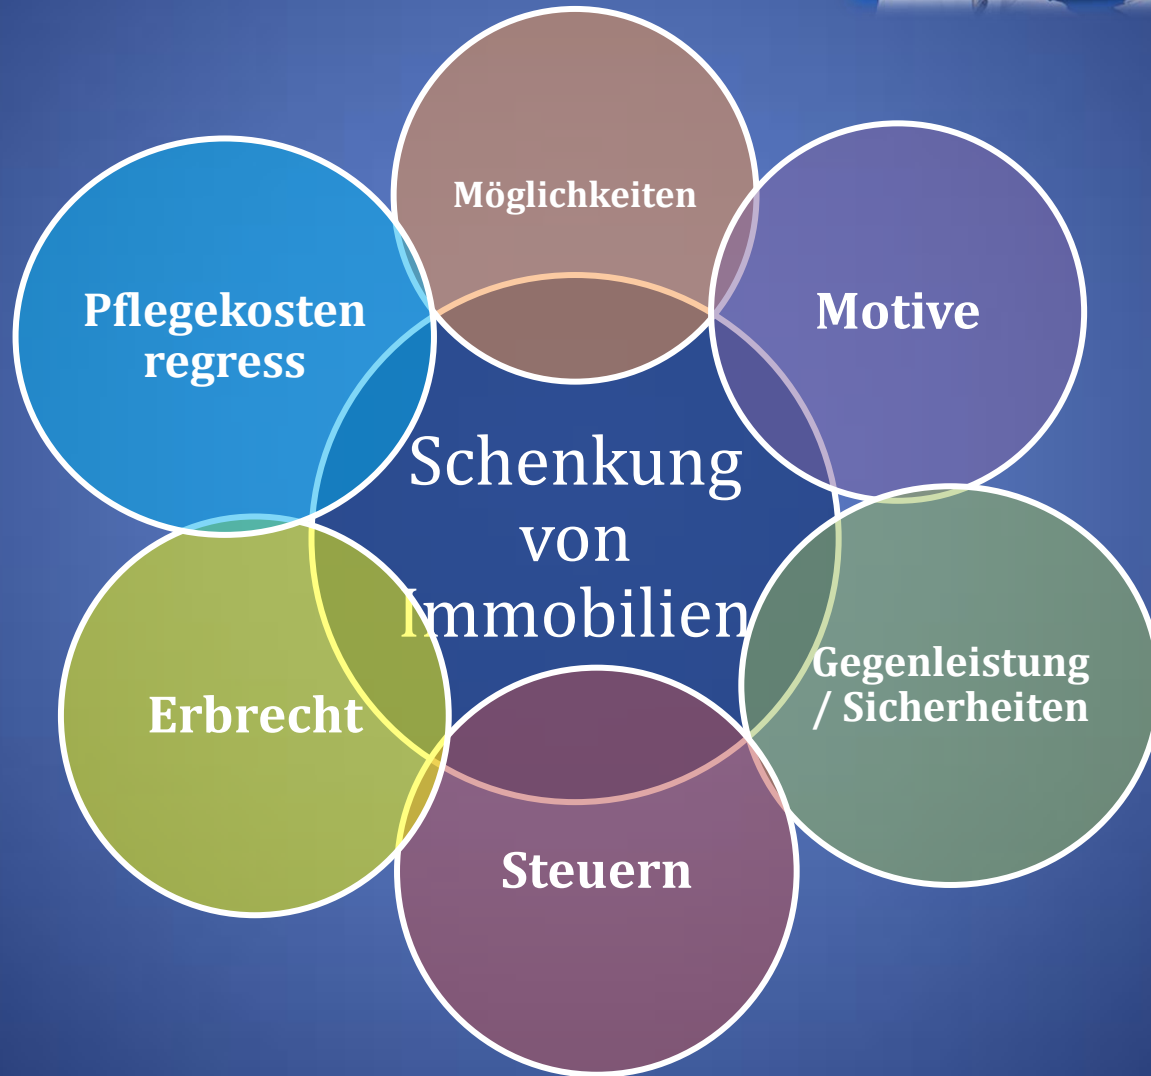 Möglichkeiten
Motive
Pflegekosten
regress
Schenkung
von
Immobilien
Gegenleistung
/ Sicherheiten
Erbrecht
Steuern